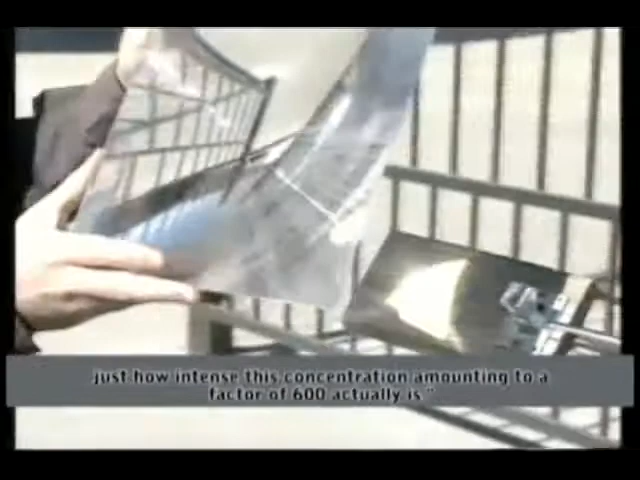 just how intense this concentration amounting to a
factor of 600 actually is"